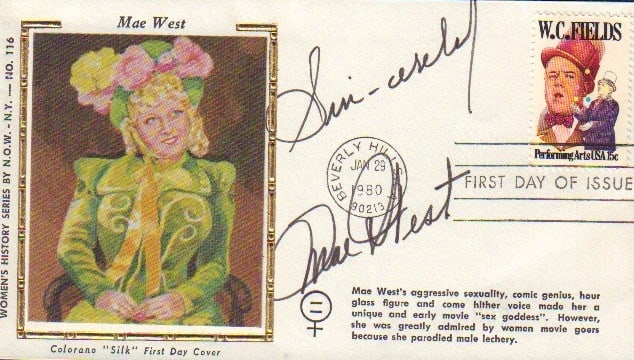 WOMEN'S HISTORY SERIES BY N.O.W. - N.Y. — NO. 116
Mae West
Colorano "Silk" First Day Cover
Sin-cerely
Mae West
W.C. FIELDS
Performing Arts USA 15c
BEVERLY HILLS
JAN 29
1980
90213
FIRST DAY OF ISSUE
Mae West's aggressive sexuality, comic genius, hour
glass figure and come hither voice made her a
unique and early movie "sex goddess". However,
she was greatly admired by women movie goers
because she parodied male lechery.